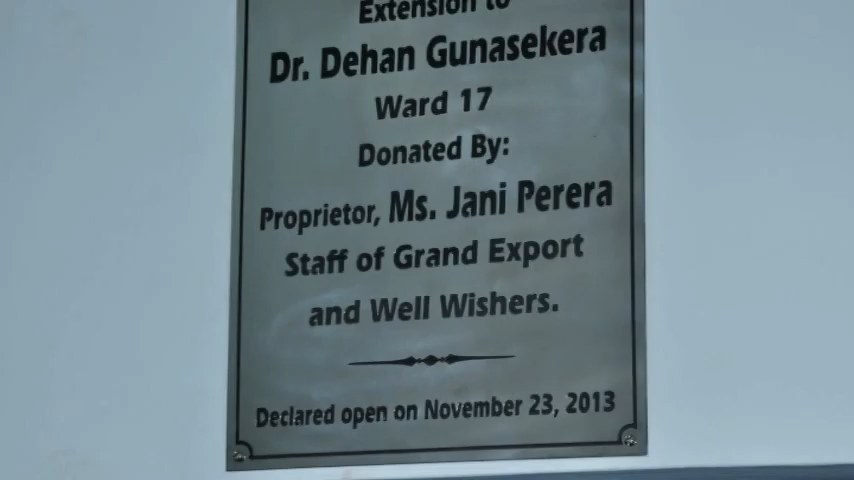 Extension to
Dr. Dehan Gunasekera
Ward 17
Donated By:
Proprietor, Ms. Jani Perera
Staff of Grand Export
and Well Wishers.
Declared open on November 23, 2013